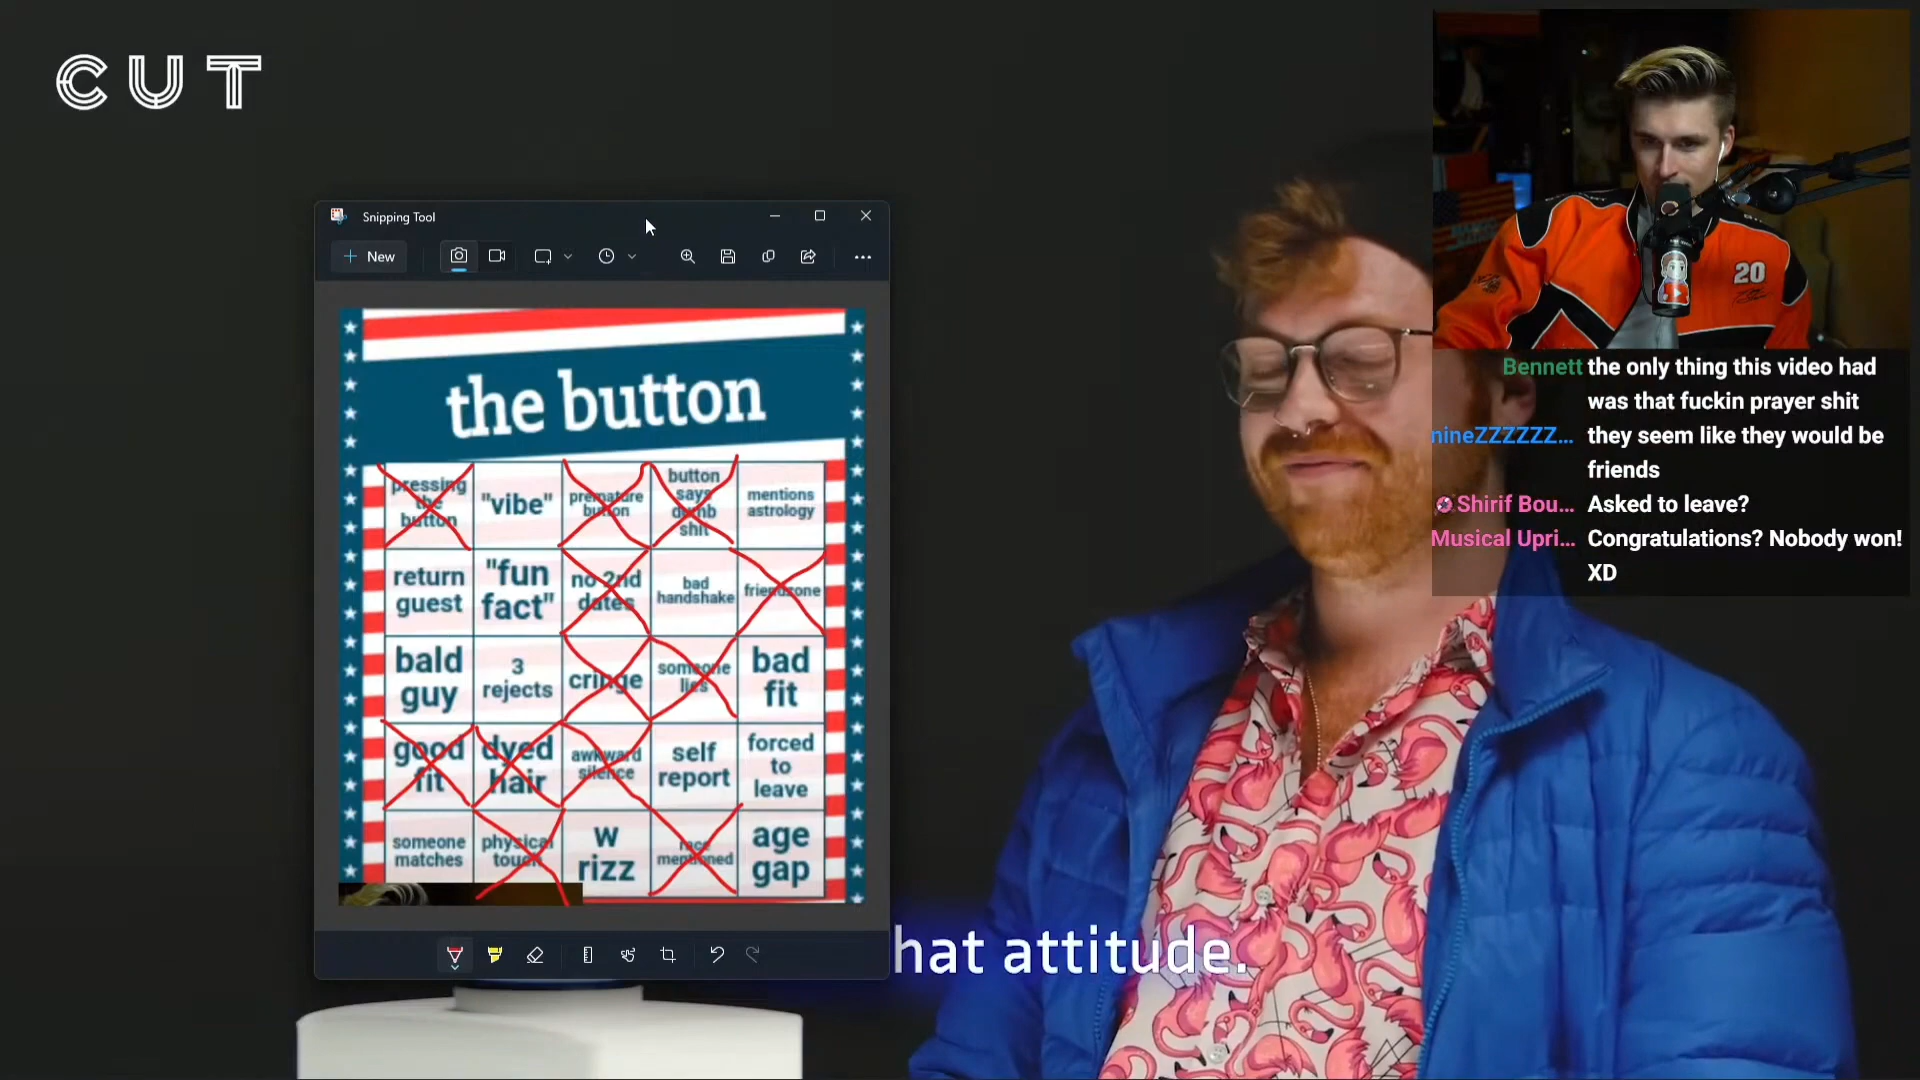 CUT
Snipping Tool
New
the button
pressing
the
button
"vibe"
premature
button
button
says
dumb
shit
mentions
astrology
return
guest
"fun
fact"
no 2nd
dates
bad
handshake
friendzone
bald
guy
3
rejects
cringe
someone
lies
bad
fit
good
fit
dyed
hair
awkward
silence
self
report
forced
to
leave
someone
matches
physical
touch
w
rizz
race
mentioned
age
gap
hat attitude.
20
Bennett the only thing this video had
was that fuckin prayer shit
nineZZZZZZ… they seem like they would be
friends
Shirif Bou… Asked to leave?
Musical Upri… Congratulations? Nobody won!
XD